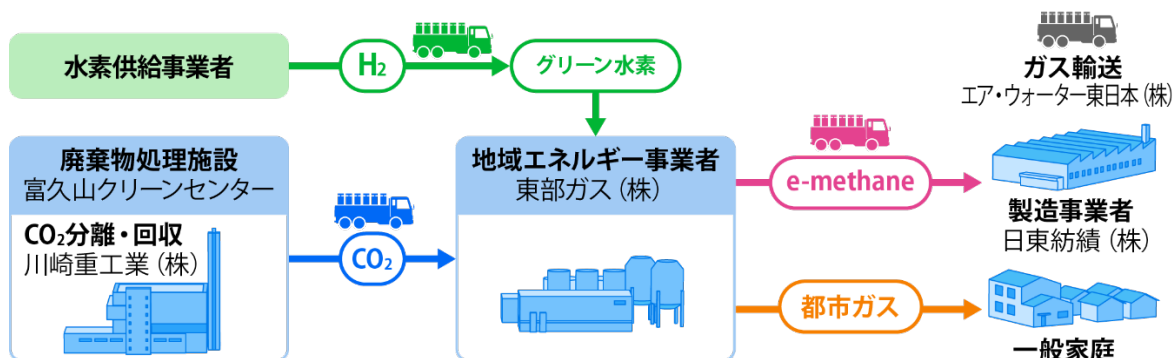 水素供給事業者
H₂
グリーン水素
ガス輸送
エア・ウォーター東日本(株)
廃棄物処理施設
富久山クリーンセンター
CO₂分離・回収
川崎重工業(株)
CO₂
地域エネルギー事業者
東部ガス(株)
e-methane
製造事業者
日東紡績(株)
都市ガス
一般家庭